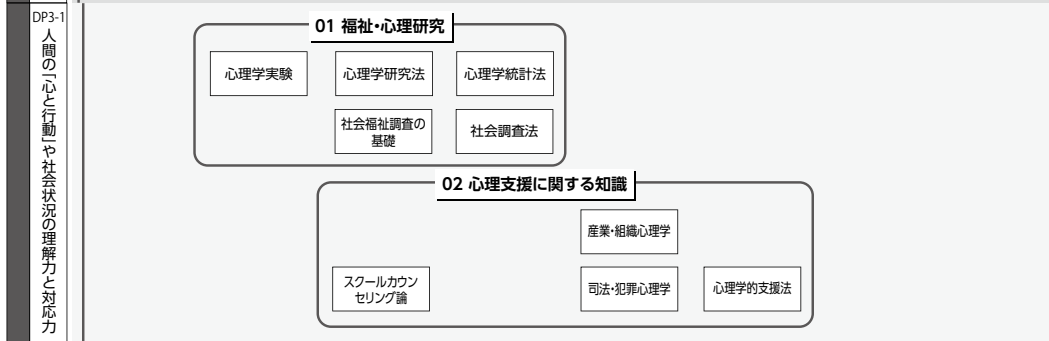 DP3-1
人間の「心と行動」や社会状況の理解力と対応力
01 福祉・心理研究
心理学実験
心理学研究法
心理学統計法
社会福祉調査の
基礎
社会調査法
02 心理支援に関する知識
産業・組織心理学
スクールカウン
セリング論
司法・犯罪心理学
心理学的支援法